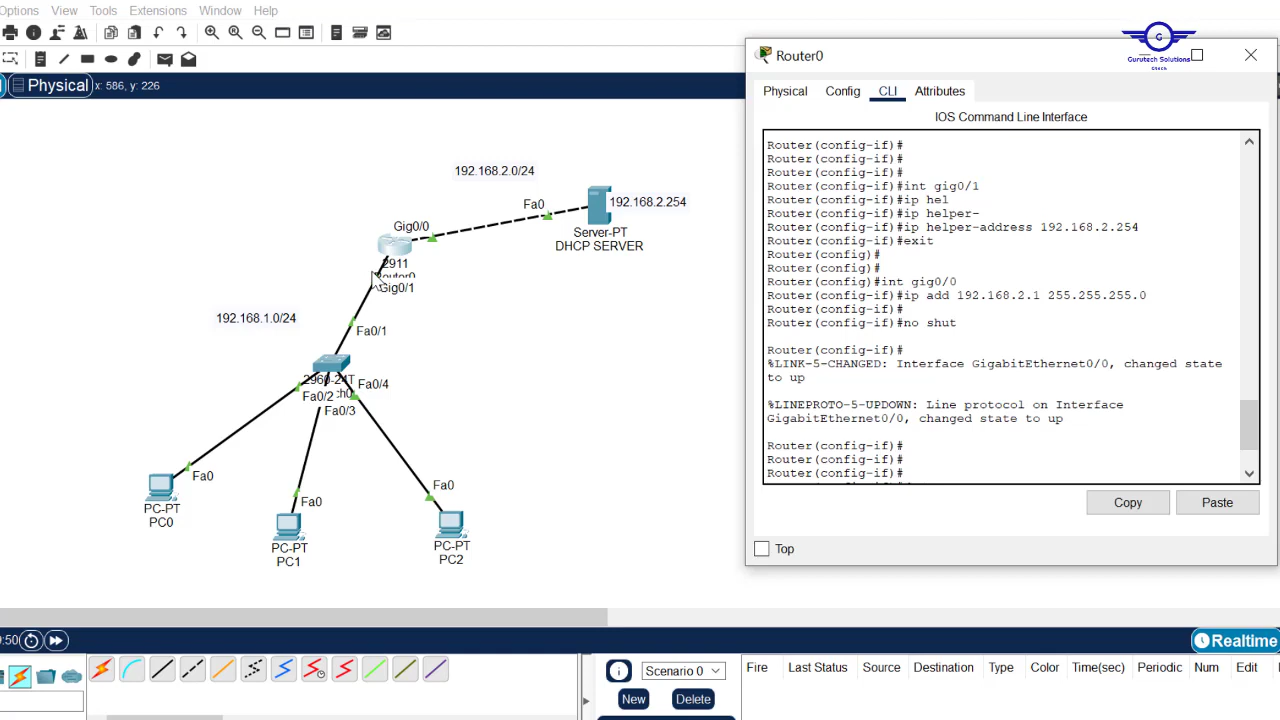 Options View Tools Extensions Window Help
Physical x: 586, y: 226
192.168.2.0/24
Fa0
192.168.2.254
Gig0/0
Server-PT
DHCP SERVER
2911
Router0
Gig0/1
192.168.1.0/24
Fa0/1
2960-24T
Fa0/4
Fa0/2
Fa0/3
Fa0
Fa0
Fa0
PC-PT
PC0
PC-PT
PC1
PC-PT
PC2
Router0
G
Gurutech Solutions
Physical Config CLI Attributes
IOS Command Line Interface
Router(config-if)#
Router(config-if)#
Router(config-if)#
Router(config-if)#int gig0/1
Router(config-if)#ip hel
Router(config-if)#ip helper-
Router(config-if)#ip helper-address 192.168.2.254
Router(config-if)#exit
Router(config)#
Router(config)#
Router(config)#int gig0/0
Router(config-if)#ip add 192.168.2.1 255.255.255.0
Router(config-if)#
Router(config-if)#no shut
Router(config-if)#
%LINK-5-CHANGED: Interface GigabitEthernet0/0, changed state
to up
%LINEPROTO-5-UPDOWN: Line protocol on Interface
GigabitEthernet0/0, changed state to up
Router(config-if)#
Router(config-if)#
Router(config-if)#
Copy Paste
Top
:50
Realtime
Scenario 0
New Delete
Fire Last Status Source Destination Type Color Time(sec) Periodic Num Edit